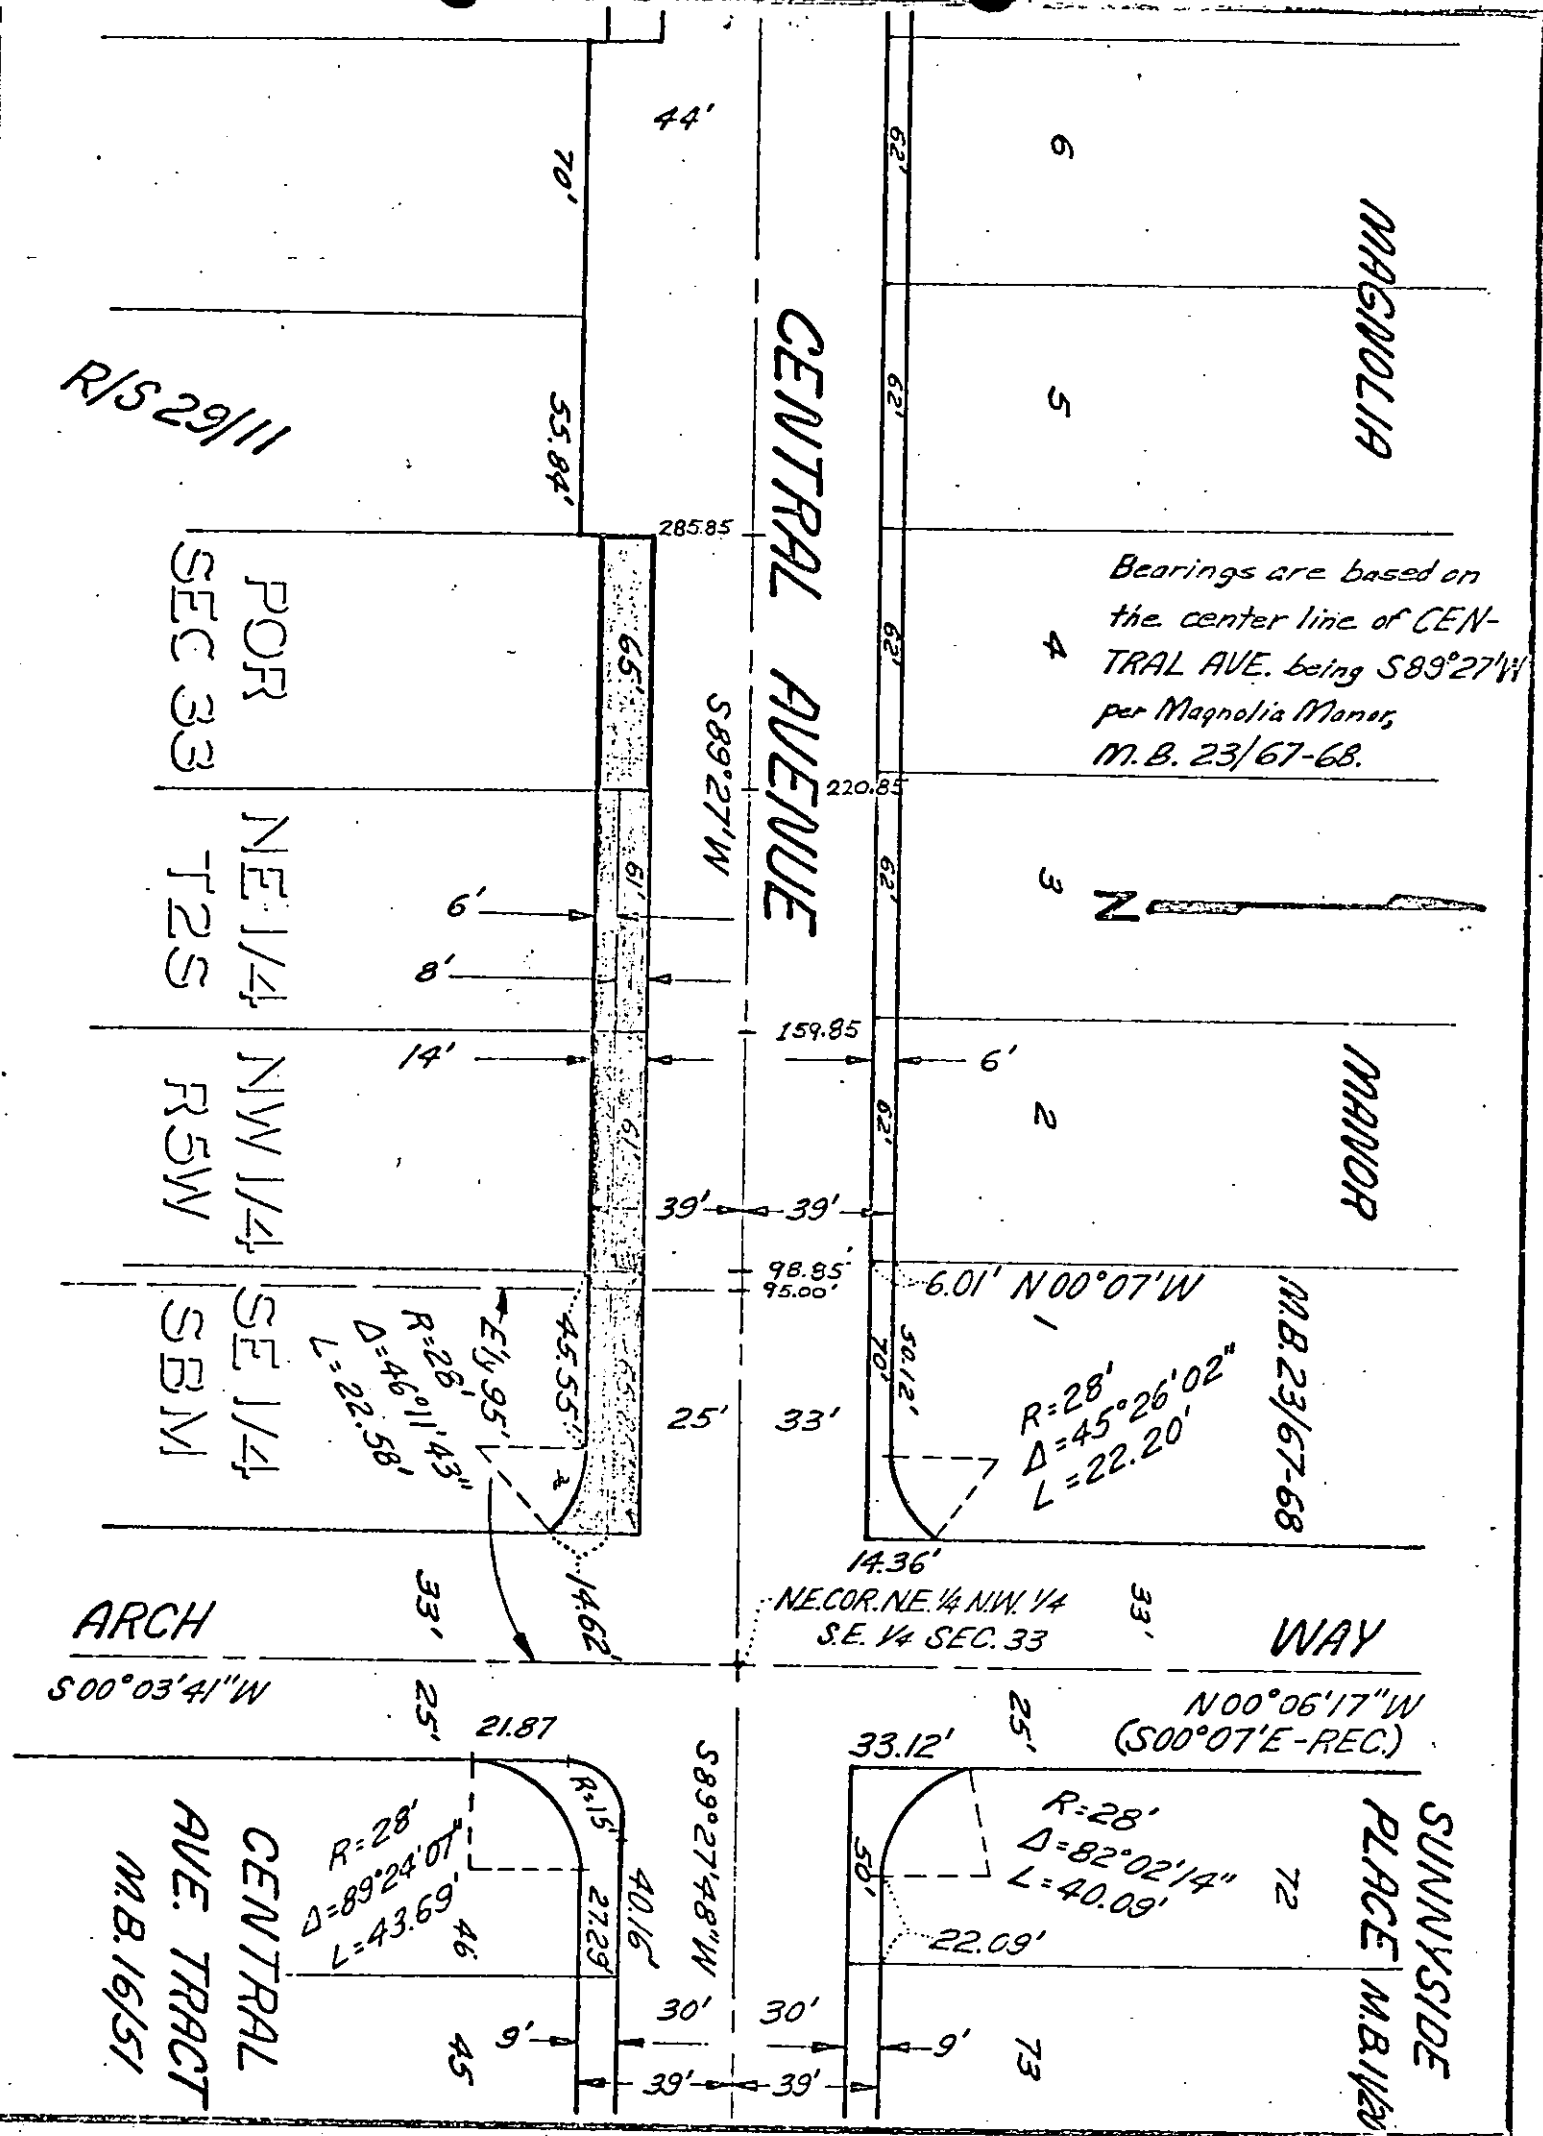 44'
70'
62'
6
MAGNOLIA
R/S 29/11
55.84'
CENTRAL AVENUE
62'
5
285.85
POR
SEC 33
65'
S89°27'W
62'
4
Bearings are based on
the center line of CEN-
TRAL AVE. being S89°27'W
per Magnolia Manor,
M.B. 23/67-68.
220.85
NE 1/4
T2S
6'
8'
61'
62'
3
N
159.85
NW 1/4
R5W
14'
61'
6'
62'
2
MANOR
39'
39'
98.85'
95.00'
6.01' N00°07'W
SE 1/4
SBM
E'ly 95'
45.55'
R=28'
Δ=46°11'43"
L=22.58'
25'
33'
70'
50.12'
1
R=28'
Δ=45°26'02"
L=22.20'
M.B.23/67-68
14.62'
14.36'
N.E.COR.NE.1/4 N.W. 1/4
S.E. 1/4 SEC. 33
ARCH
33'
33'
WAY
S00°03'41"W
25'
25'
N00°06'17"W
(S00°07'E-REC.)
21.87
R=15'
33.12'
S89°27'48"W
R=28'
Δ=89°24'07"
L=43.69'
46
27.29'
40.16'
50'
R=28'
Δ=82°02'14"
L=40.09'
72
22.09'
SUNNYSIDE
PLACE M.B.11/20
CENTRAL
AVE. TRACT
M.B.16/51
45
9'
30'
30'
9'
73
39'
39'